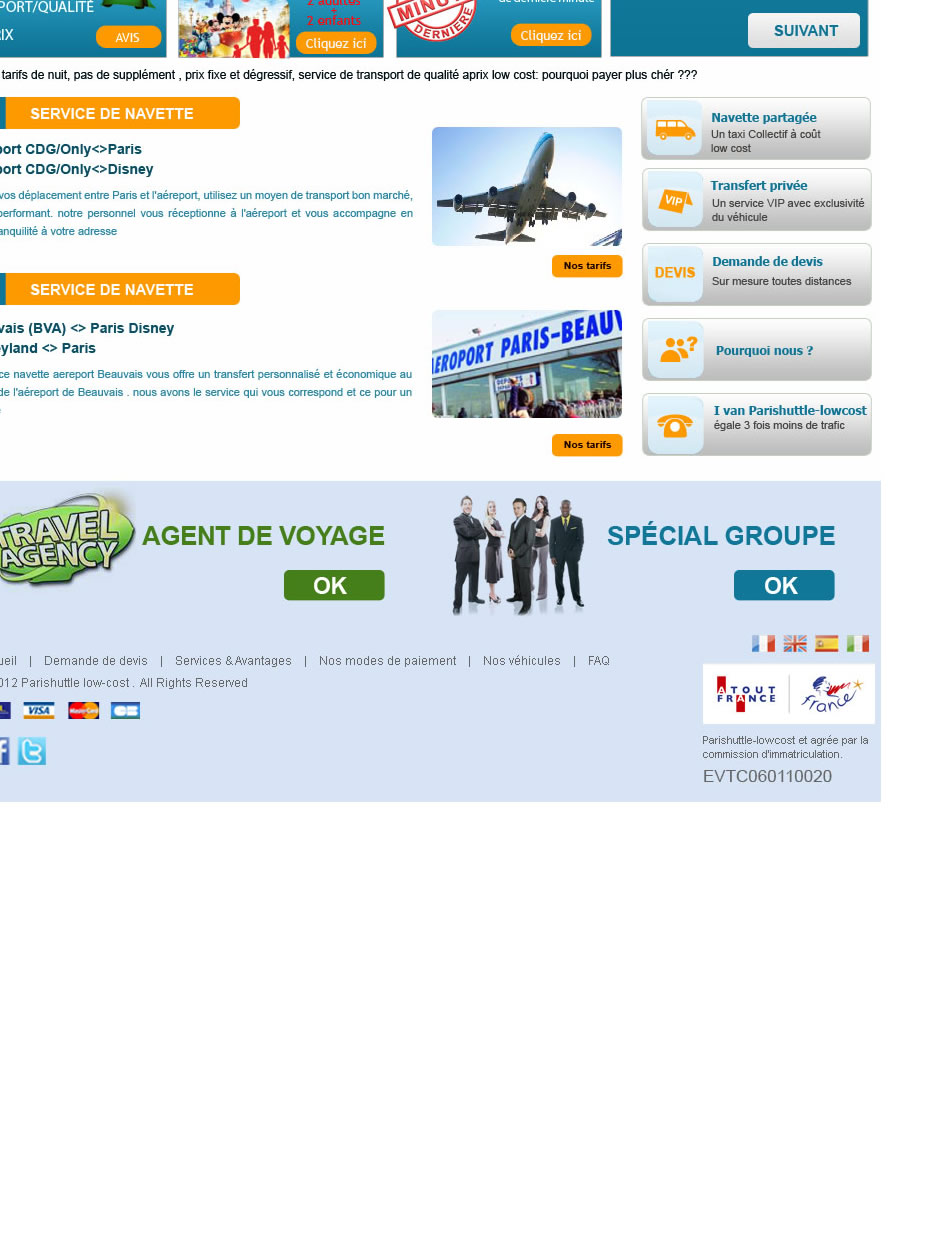 PORT/QUALITÉ
RIX
AVIS
2 adultes
+
2 enfants
Cliquez ici
MINUT
DERNIERE
de dernière minute
Cliquez ici
SUIVANT
tarifs de nuit, pas de supplément , prix fixe et dégressif, service de transport de qualité aprix low cost: pourquoi payer plus chér ???
SERVICE DE NAVETTE
port CDG/Only<>Paris
port CDG/Only<>Disney
vos déplacement entre Paris et l'aéreport, utilisez un moyen de transport bon marché,
performant. notre personnel vous réceptionne à l'aéreport et vous accompagne en
anquilité à votre adresse
Nos tarifs
SERVICE DE NAVETTE
vais (BVA) <> Paris Disney
eyland <> Paris
ce navette aereport Beauvais vous offre un transfert personnalisé et économique au
de l'aéreport de Beauvais . nous avons le service qui vous correspond et ce pour un
AEROPORT PARIS-BEAUV
Nos tarifs
Navette partagée
Un taxi Collectif à coût
low cost
VIP
Transfert privée
Un service VIP avec exclusivité
du véhicule
DEVIS
Demande de devis
Sur mesure toutes distances
Pourquoi nous ?
I van Parishuttle-lowcost
égale 3 fois moins de trafic
TRAVEL
AGENCY
AGENT DE VOYAGE
OK
SPÉCIAL GROUPE
OK
ueil | Demande de devis | Services & Avantages | Nos modes de paiement | Nos véhicules | FAQ
012 Parishuttle low-cost . All Rights Reserved
VISA
MasterCard
CB
ATOUT
FRANCE
france
Parishuttle-lowcost et agrée par la
commission d'immatriculation.
EVTC060110020